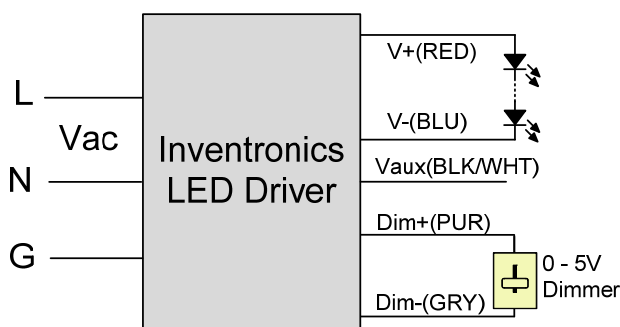 V+(RED)
L
Vac
V-(BLU)
Inventronics
LED Driver
Vaux(BLK/WHT)
N
Dim+(PUR)
G
0 - 5V
Dimmer
Dim-(GRY)